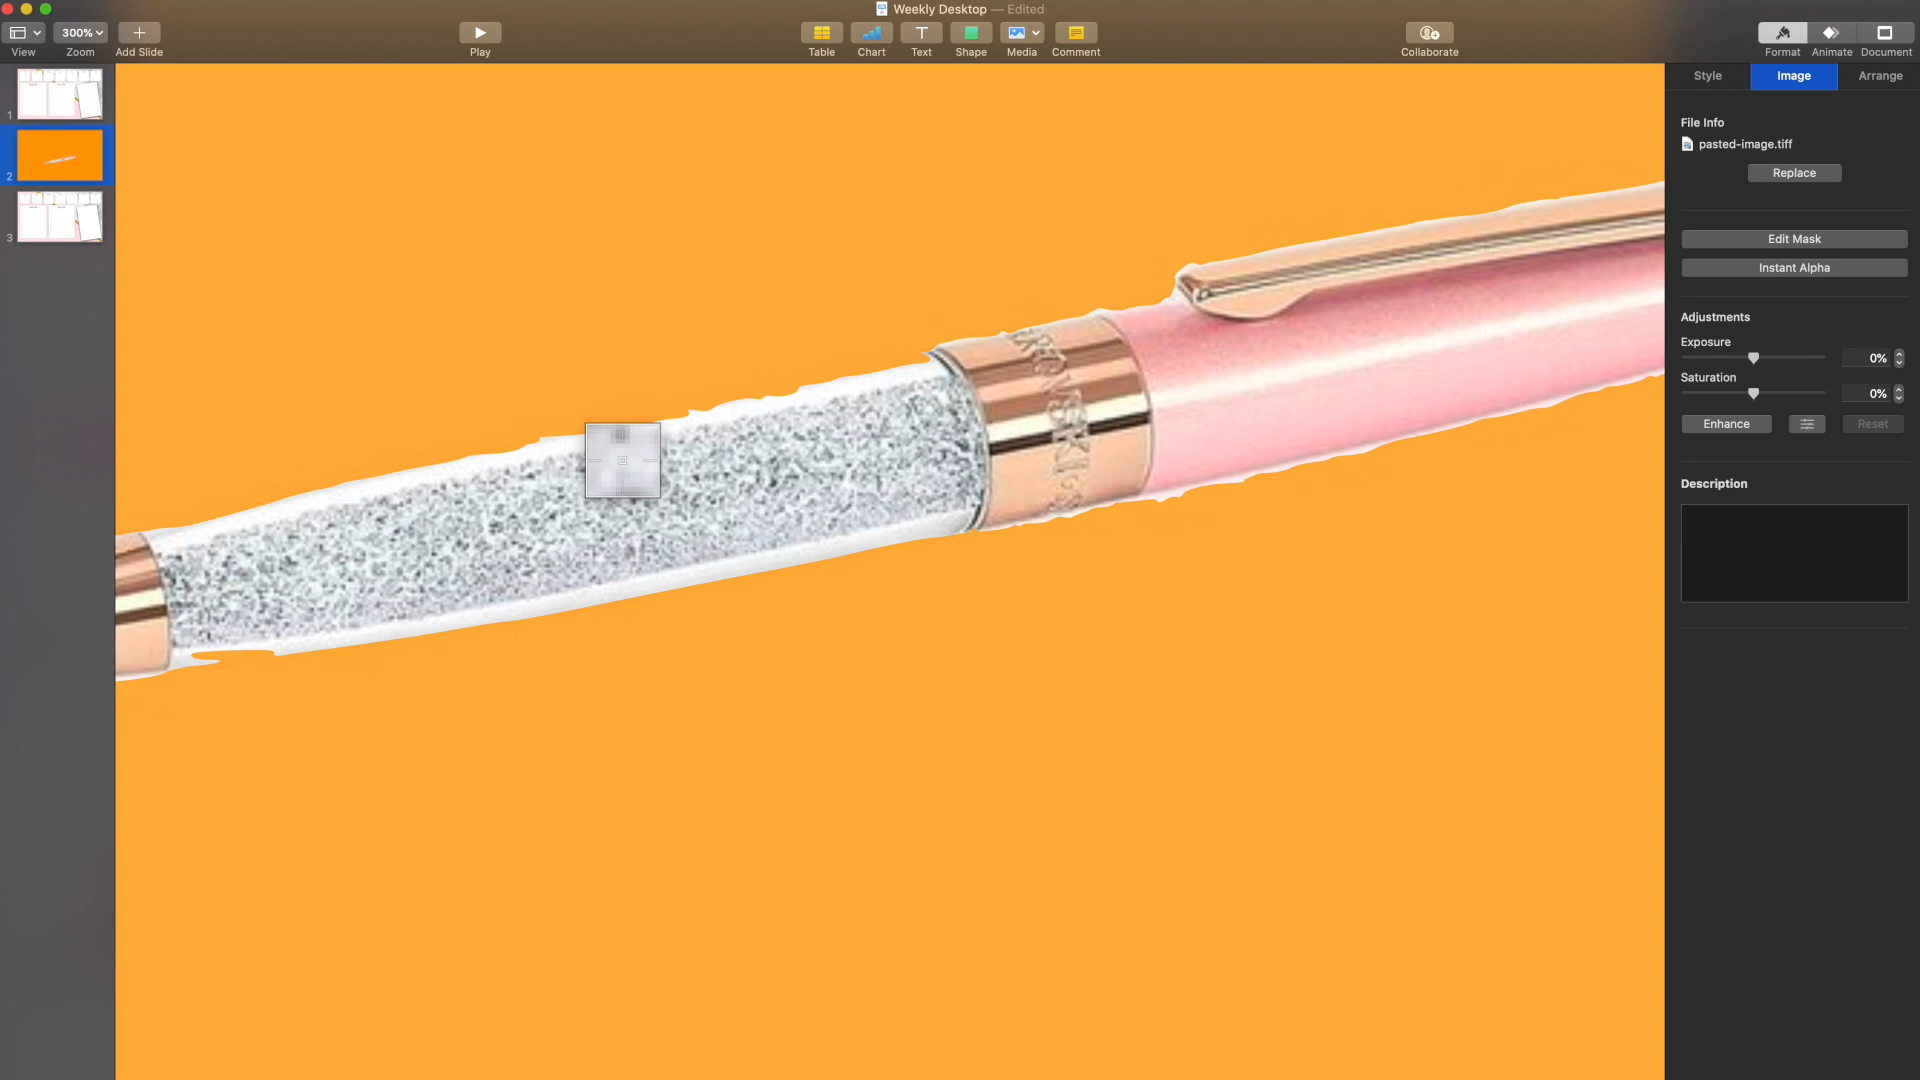 Weekly Desktop — Edited
300%
View
Zoom
Add Slide
Play
Table
Chart
Text
Shape
Media
Comment
Collaborate
Format
Animate
Document
Style
Image
Arrange
1
2
3
File Info
pasted-image.tiff
Replace
Edit Mask
Instant Alpha
Adjustments
Exposure
0%
Saturation
0%
Enhance
Reset
Description